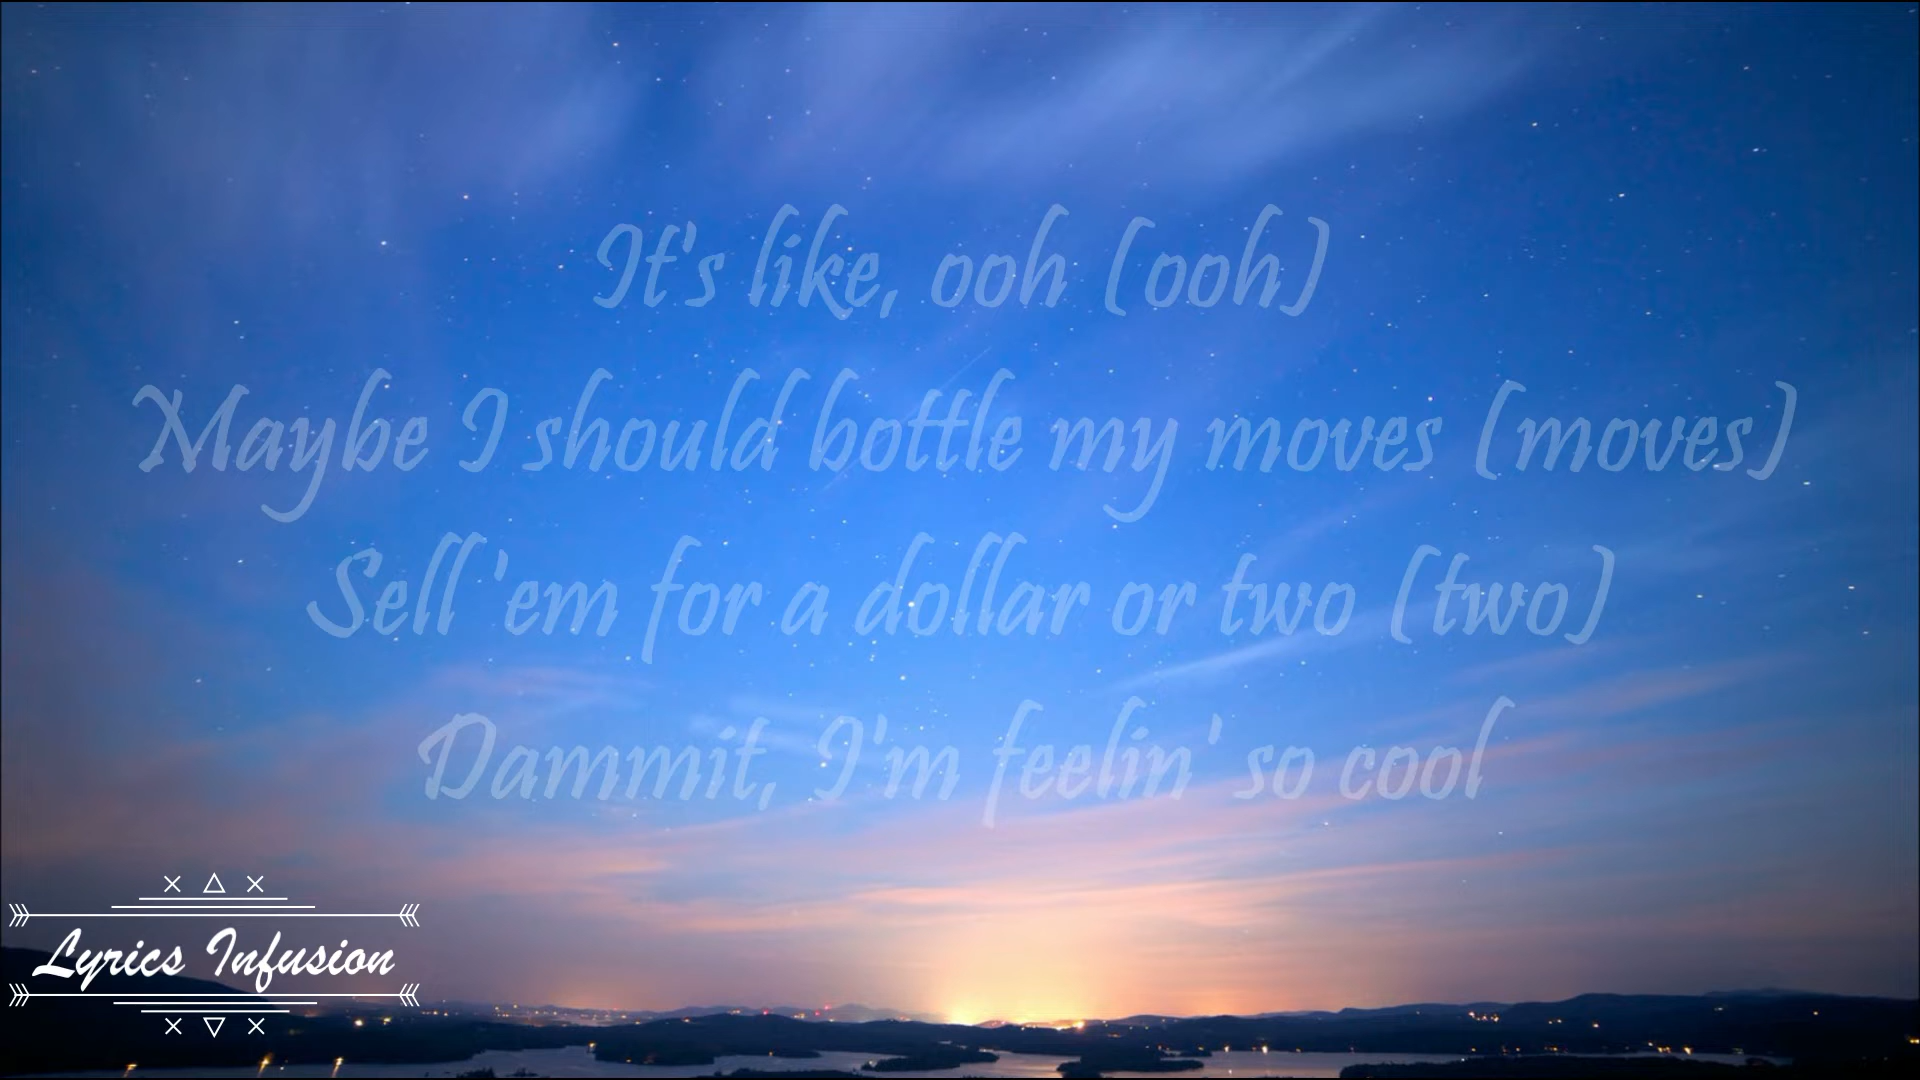 It's like, ooh (ooh)
Maybe I should bottle my moves (moves)
Sell 'em for a dollar or two (two)
Dammit, I'm feelin' so cool
Lyrics Infusion